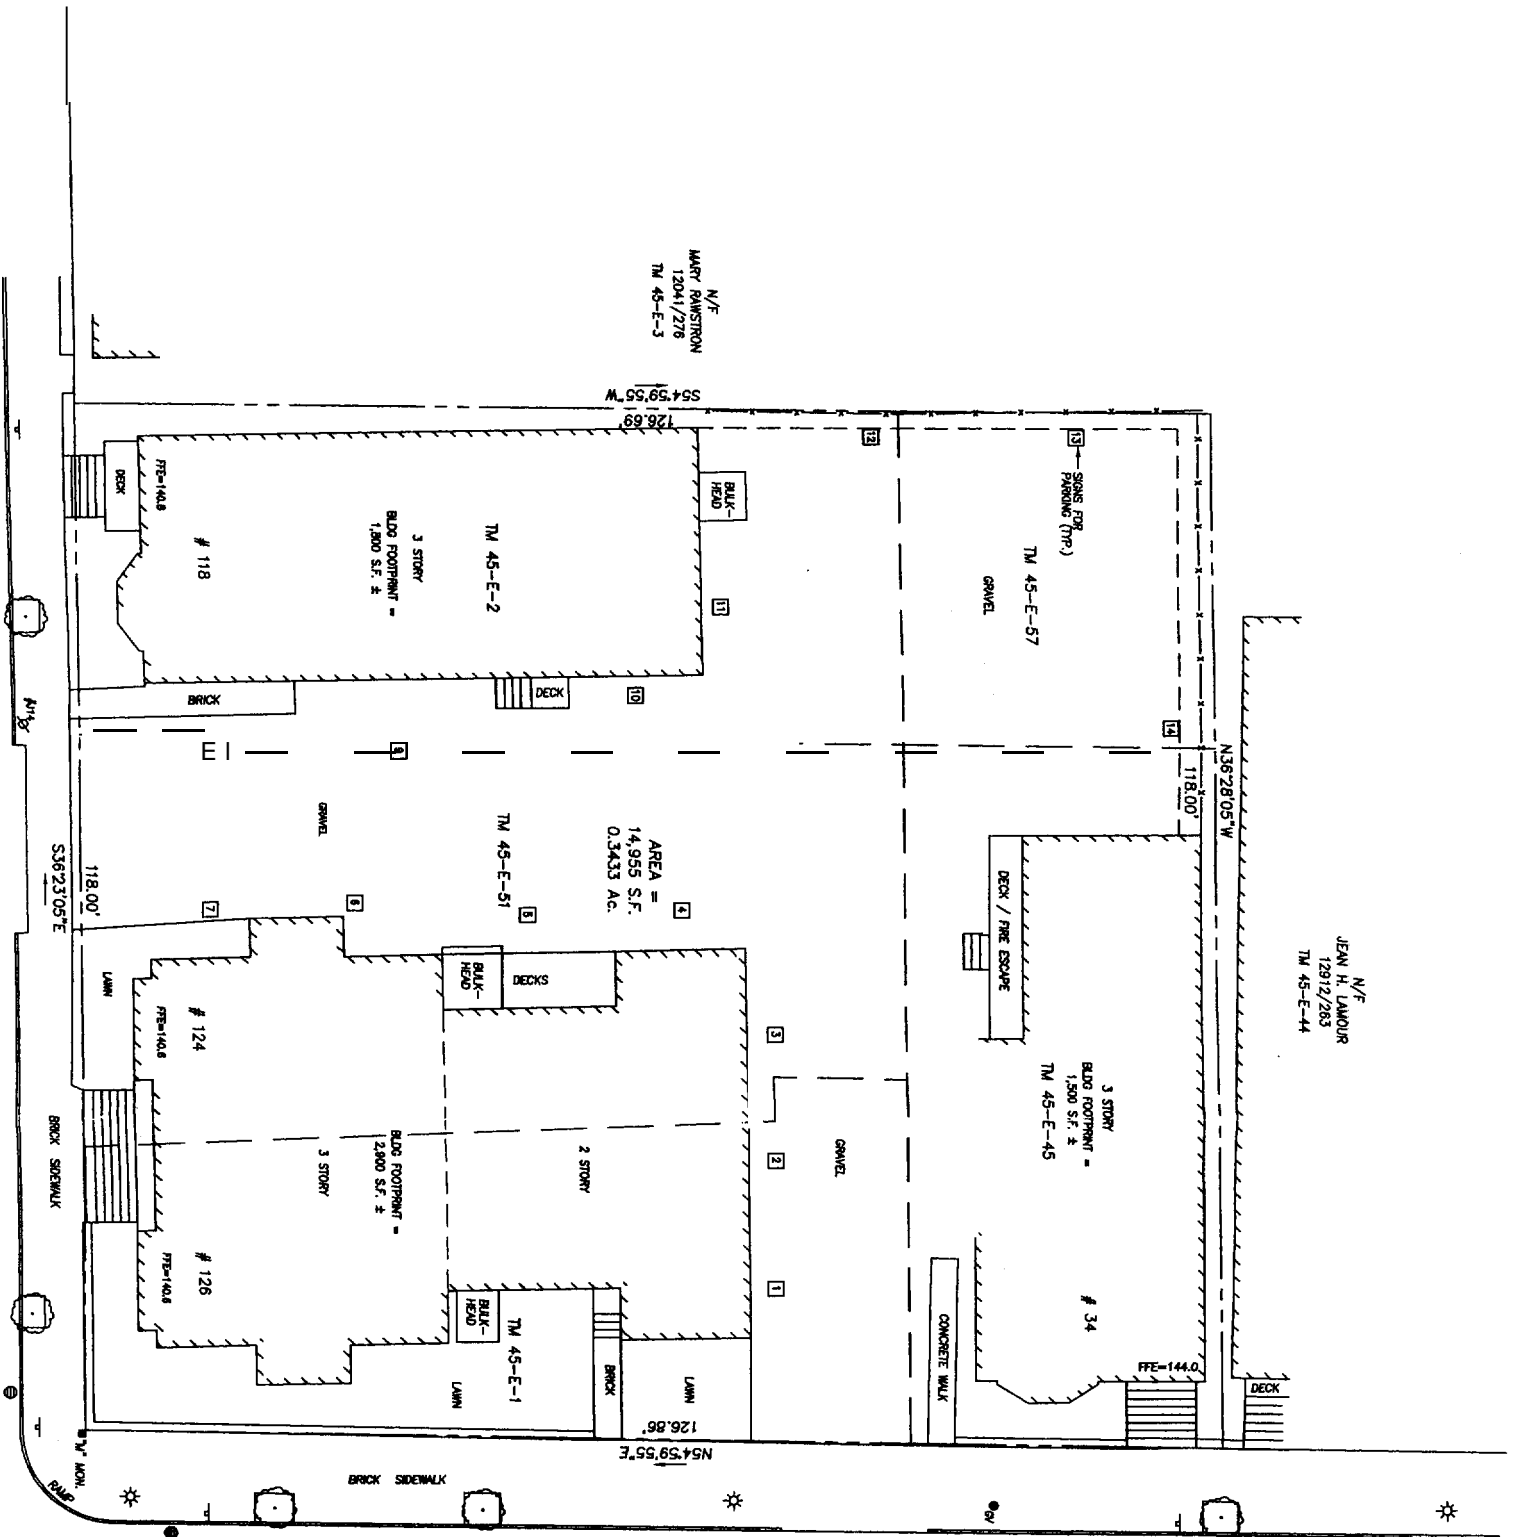 N/F
MARY RAWSTRON
12041/276
TM 45-E-3
S54°59'55"W
126.69'
12
13
SIGNS FOR
PARKING (TYP.)
TM 45-E-57
GRAVEL
BULK-
HEAD
DECK
FFE=140.8
# 118
3 STORY
BLDG FOOTPRINT =
1,800 S.F. ±
TM 45-E-2
11
10
DECK
BRICK
14
N36°28'05"W
118.00'
E I
9
GRAVEL
TM 45-E-51
AREA =
14,955 S.F.
0.3433 Ac.
S36°23'05"E
118.00'
7
6
5
4
DECK / FIRE ESCAPE
N/F
JEAN H. LAMOUR
12912/263
TM 45-E-44
LAWN
BULK-
HEAD
DECKS
# 124
FFE=140.6
3
3 STORY
BLDG FOOTPRINT =
1,500 S.F. ±
TM 45-E-45
BRICK SIDEWALK
3 STORY
BLDG FOOTPRINT =
2,900 S.F. ±
2 STORY
2
GRAVEL
# 126
FFE=140.6
1
# 34
FFE=144.0
BULK-
HEAD
TM 45-E-1
LAWN
BRICK
LAWN
CONCRETE WALK
DECK
126.86'
N54°59'55"E
"M" MON.
RAMP
BRICK SIDEWALK
GV